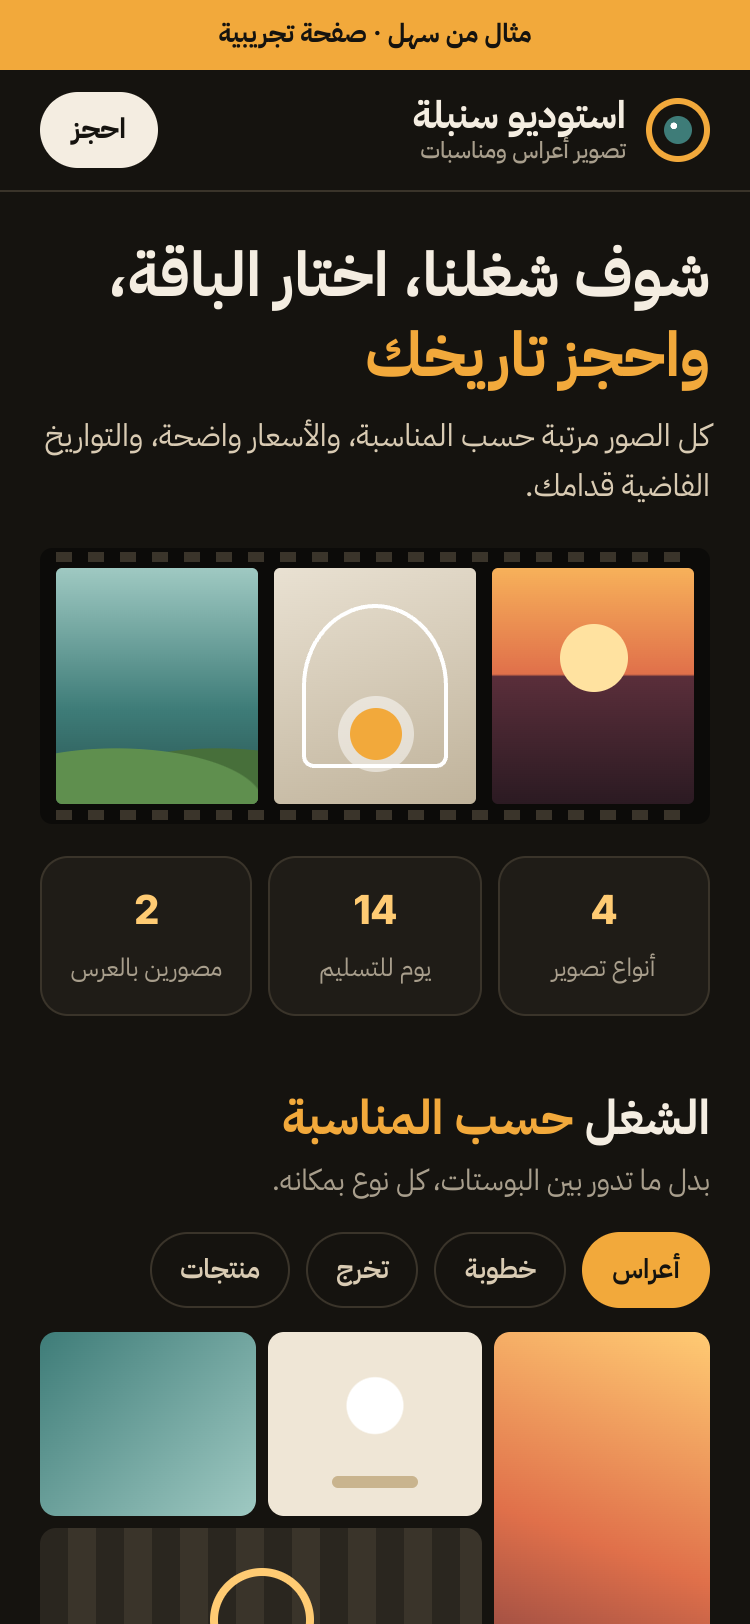 مثال من سهل · صفحة تجريبية
استوديو سنبلة
تصوير أعراس ومناسبات
احجز
شوف شغلنا، اختار الباقة،
واحجز تاريخك
كل الصور مرتبة حسب المناسبة، والأسعار واضحة، والتواريخ
الفاضية قدامك.
4
أنواع تصوير
14
يوم للتسليم
2
مصورين بالعرس
الشغل حسب المناسبة
بدل ما تدور بين البوستات، كل نوع بمكانه.
أعراس
خطوبة
تخرج
منتجات